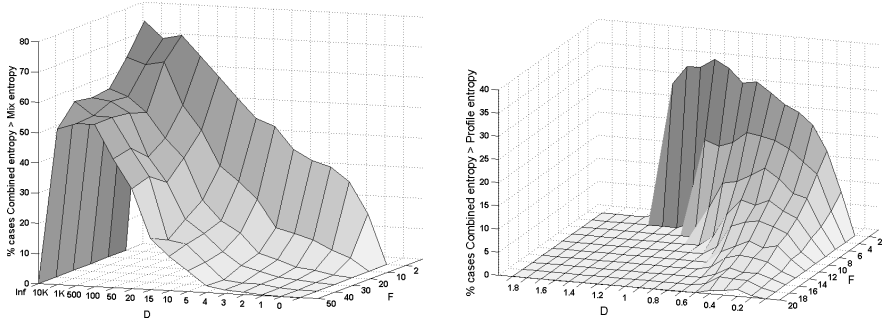 % cases Combined entropy > Mix entropy
80
70
60
50
40
30
20
10
0
Inf 10K 1K 500 100 50 20 15 10 5 4 3 2 1 0
D
50 40 30 20 10 2
F
% cases Combined entropy > Profile entropy
40
35
30
25
20
15
10
5
0
1.8 1.6 1.4 1.2 1 0.8 0.6 0.4 0.2
D
20 18 16 14 12 10 8 6 4 2
F